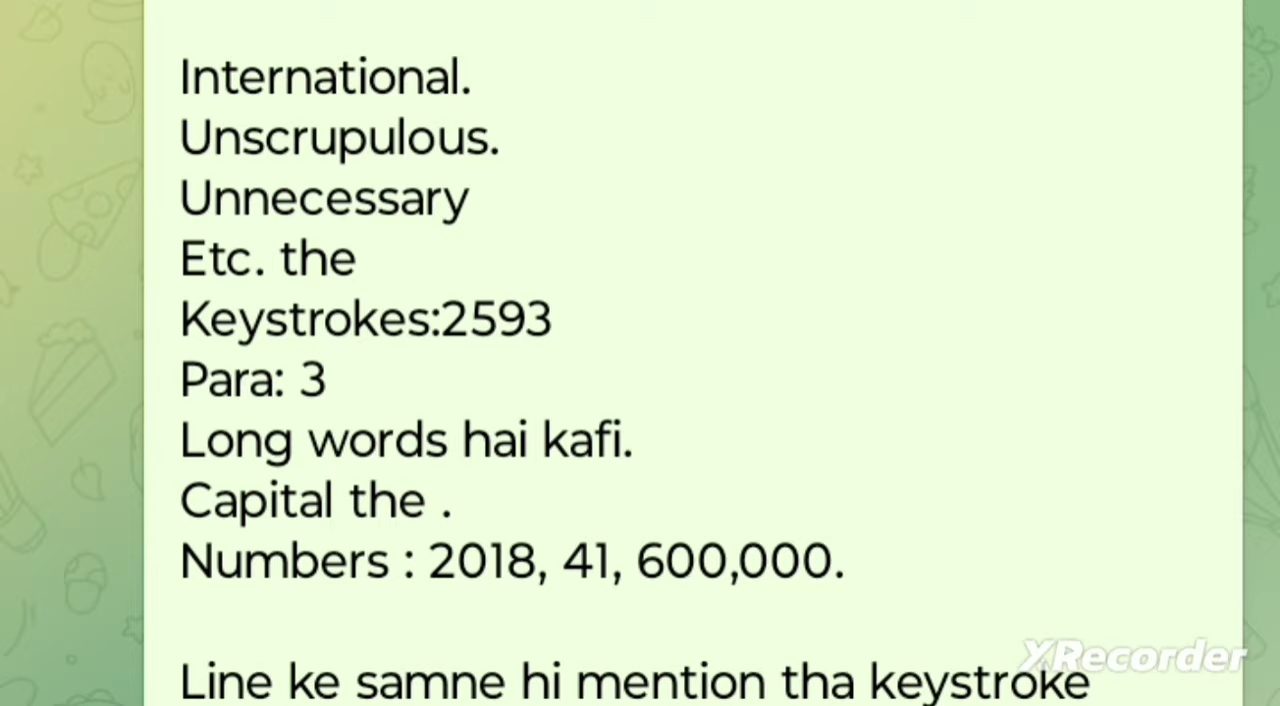 International.
Unscrupulous.
Unnecessary
Etc. the
Keystrokes:2593
Para: 3
Long words hai kafi.
Capital the .
Numbers : 2018, 41, 600,000.
Line ke samne hi mention tha keystroke
XRecorder